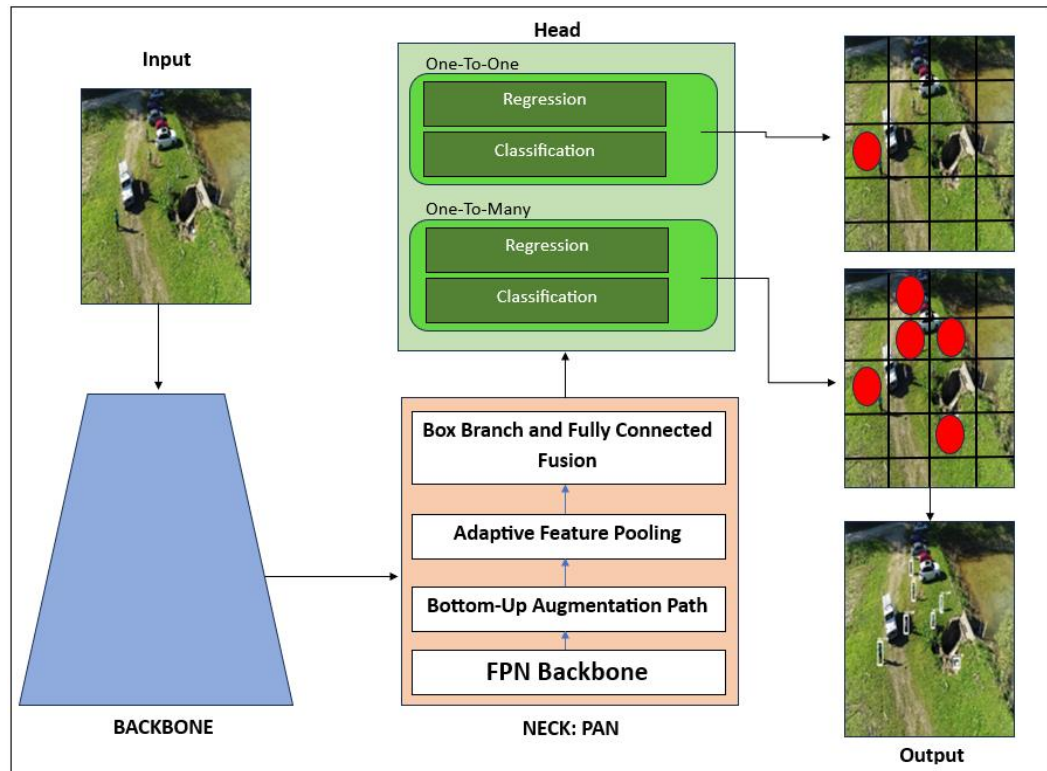 Input
BACKBONE
Head
One-To-One
Regression
Classification
One-To-Many
Regression
Classification
Box Branch and Fully Connected
Fusion
Adaptive Feature Pooling
Bottom-Up Augmentation Path
FPN Backbone
NECK: PAN
Output